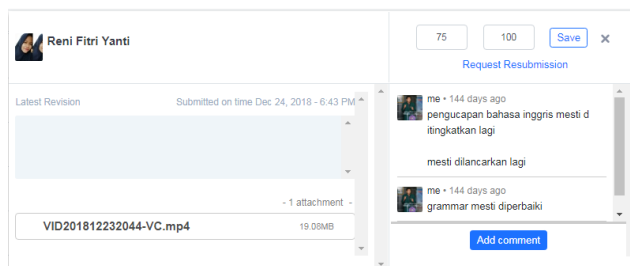 Reni Fitri Yanti
75 100 Save ×
Request Resubmission
Latest Revision Submitted on time Dec 24, 2018 - 6:43 PM
- 1 attachment -
VID201812232044-VC.mp4 19.08MB
me • 144 days ago
pengucapan bahasa inggris mesti d
itingkatkan lagi
mesti dilancarkan lagi
me • 144 days ago
grammar mesti diperbaiki
Add comment